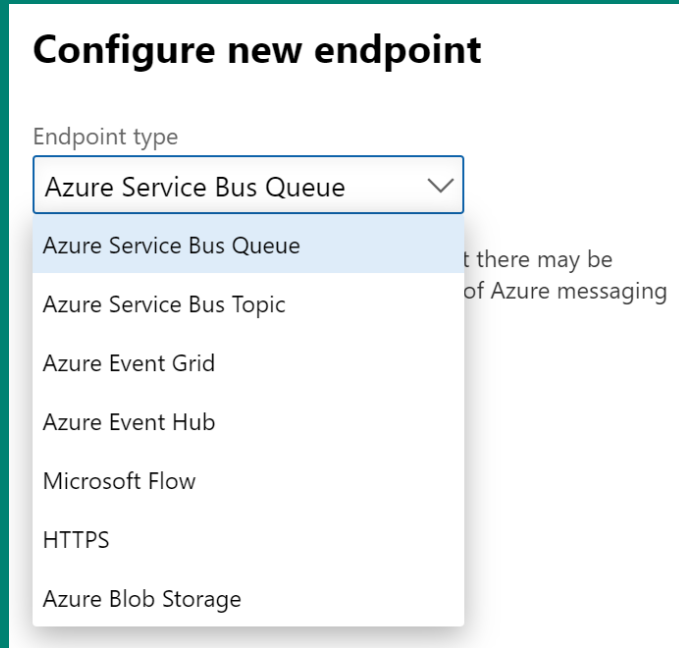 Configure new endpoint
Endpoint type
Azure Service Bus Queue
Azure Service Bus Queue
t there may be
Azure Service Bus Topic
of Azure messaging
Azure Event Grid
Azure Event Hub
Microsoft Flow
HTTPS
Azure Blob Storage